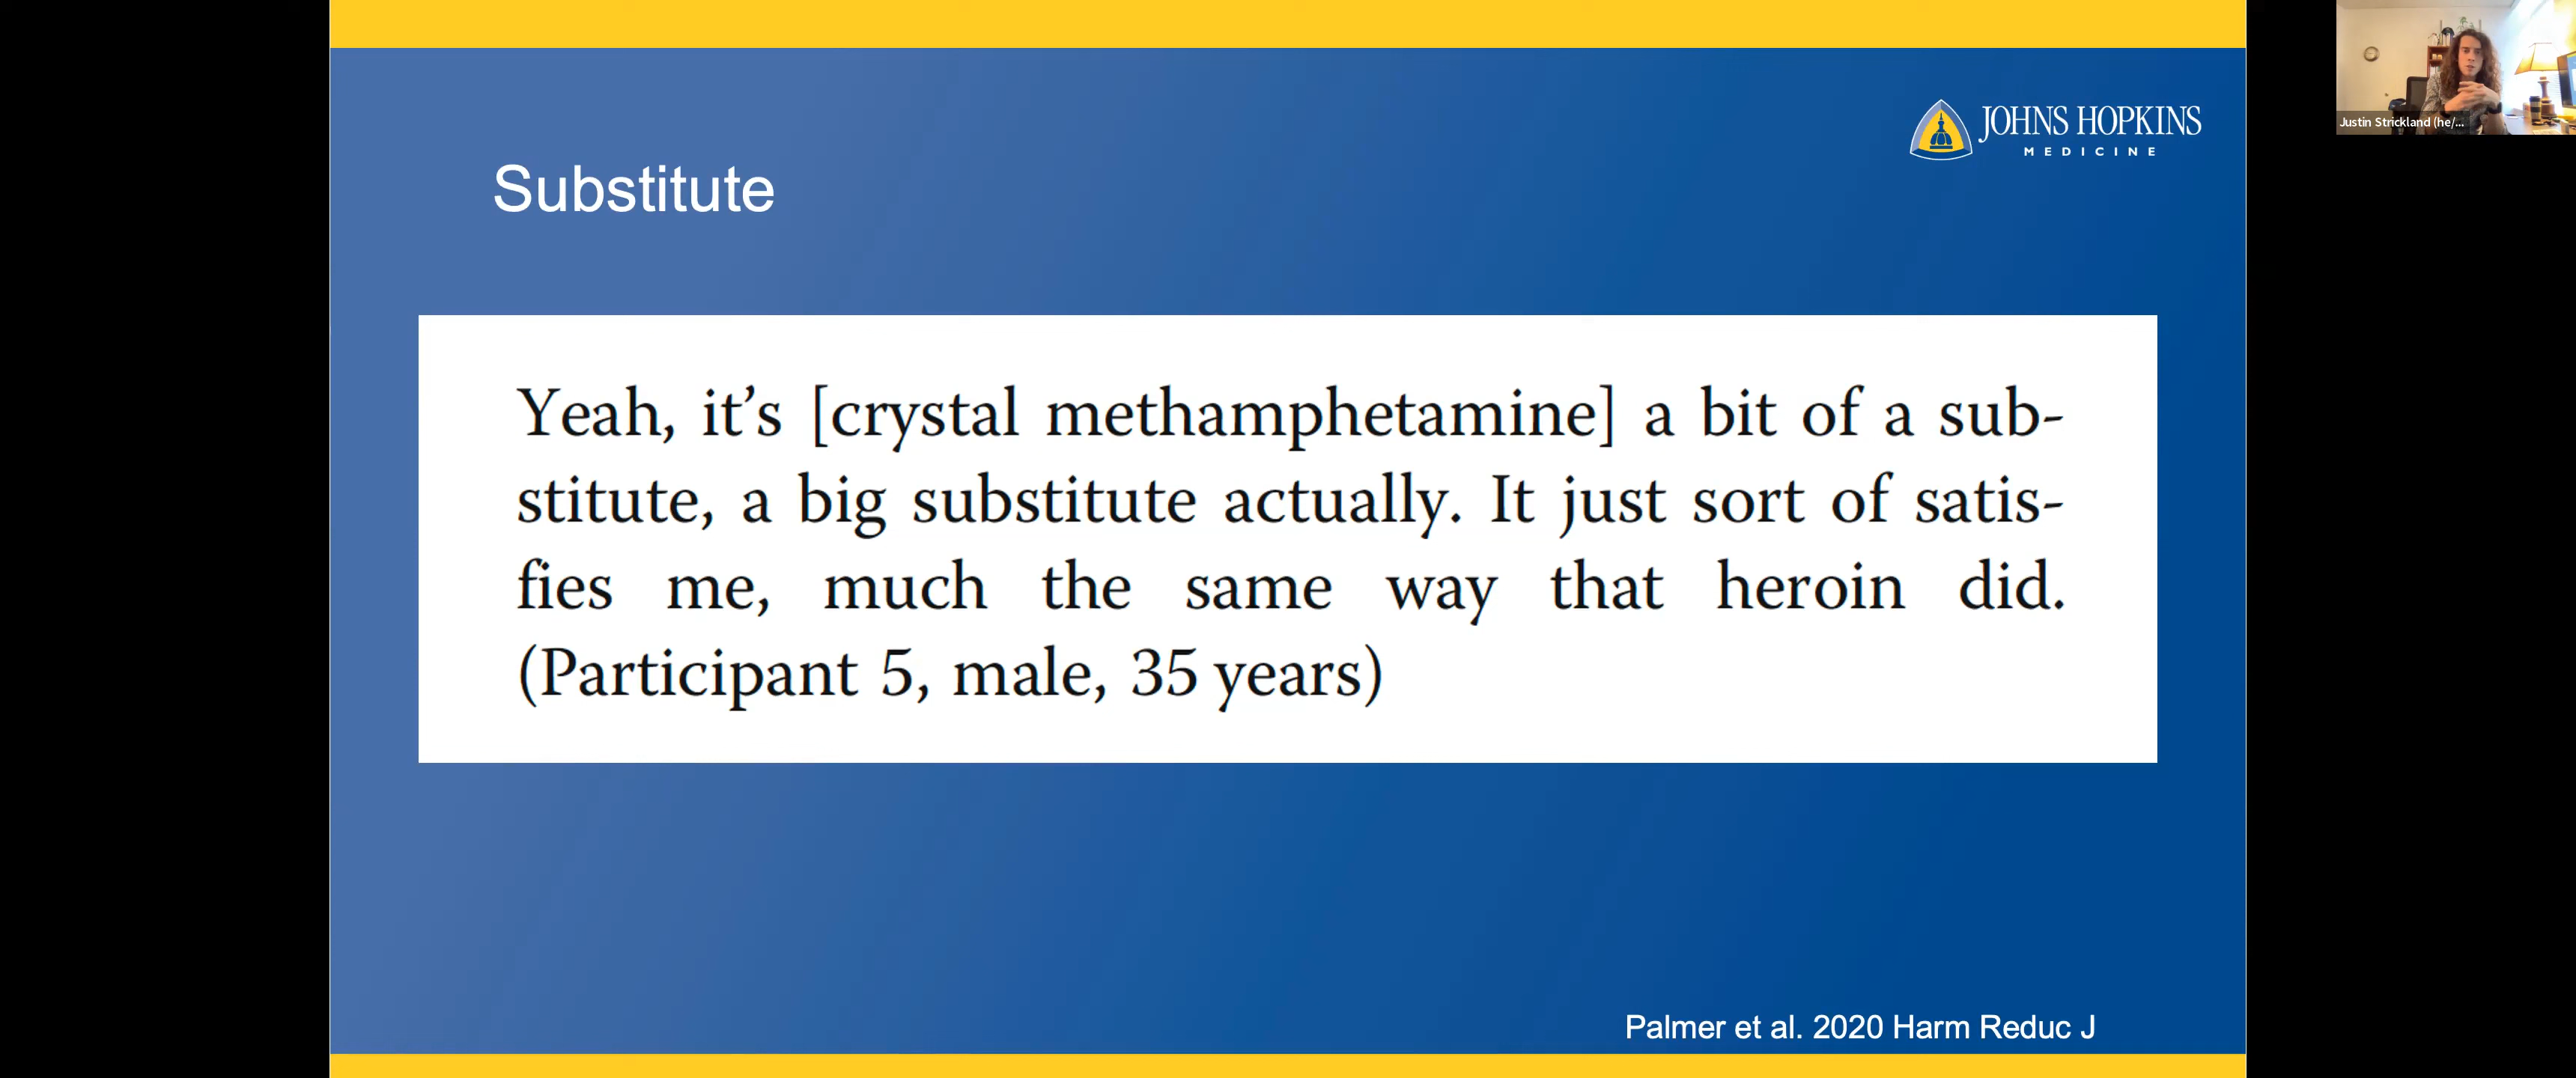 Substitute
JOHNS HOPKINS
MEDICINE
Justin Strickland (he/...
Yeah, it's [crystal methamphetamine] a bit of a sub-
stitute, a big substitute actually. It just sort of satis-
fies me, much the same way that heroin did.
(Participant 5, male, 35 years)
Palmer et al. 2020 Harm Reduc J